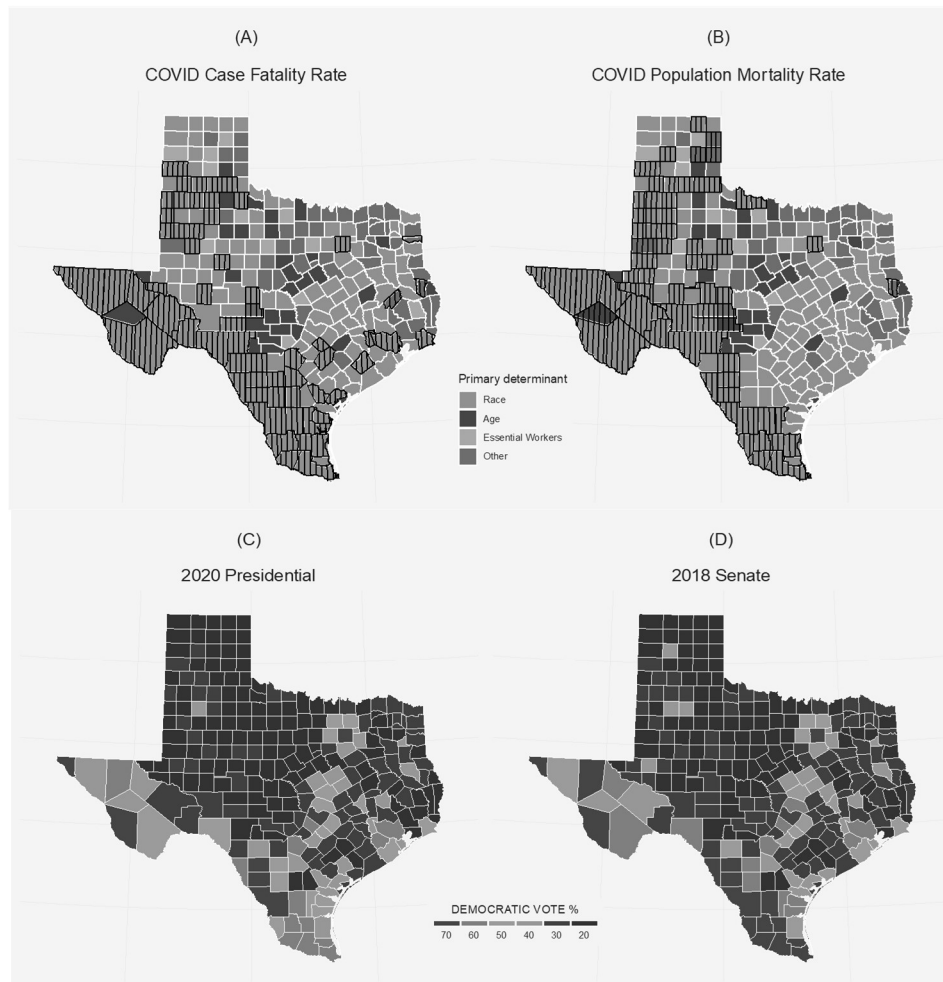 (A)
COVID Case Fatality Rate
(B)
COVID Population Mortality Rate
Primary determinant
Race
Age
Essential Workers
Other
(C)
2020 Presidential
(D)
2018 Senate
DEMOCRATIC VOTE %
70 60 50 40 30 20